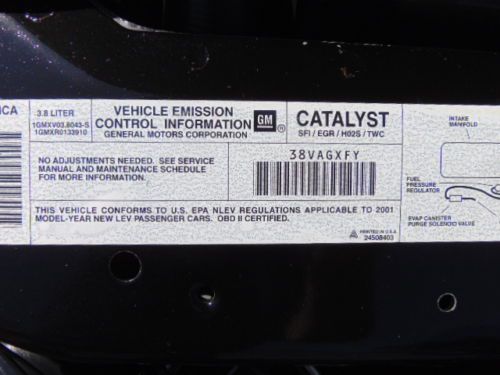 ICA
3.8 LITER
1GMXV03.8043-S
1GMXR0133910
VEHICLE EMISSION
CONTROL INFORMATION
GENERAL MOTORS CORPORATION
GM
®
CATALYST
SFI / EGR / HO2S / TWC
INTAKE
MANIFOLD
NO ADJUSTMENTS NEEDED. SEE SERVICE
MANUAL AND MAINTENANCE SCHEDULE
FOR MORE INFORMATION.
38VAGXFY
FUEL
PRESSURE
REGULATOR
THIS VEHICLE CONFORMS TO U.S. EPA NLEV REGULATIONS APPLICABLE TO 2001
MODEL-YEAR NEW LEV PASSENGER CARS. OBD II CERTIFIED.
EVAP CANISTER
PURGE SOLENOID VALVE
PRINTED IN U.S.A.
24508403